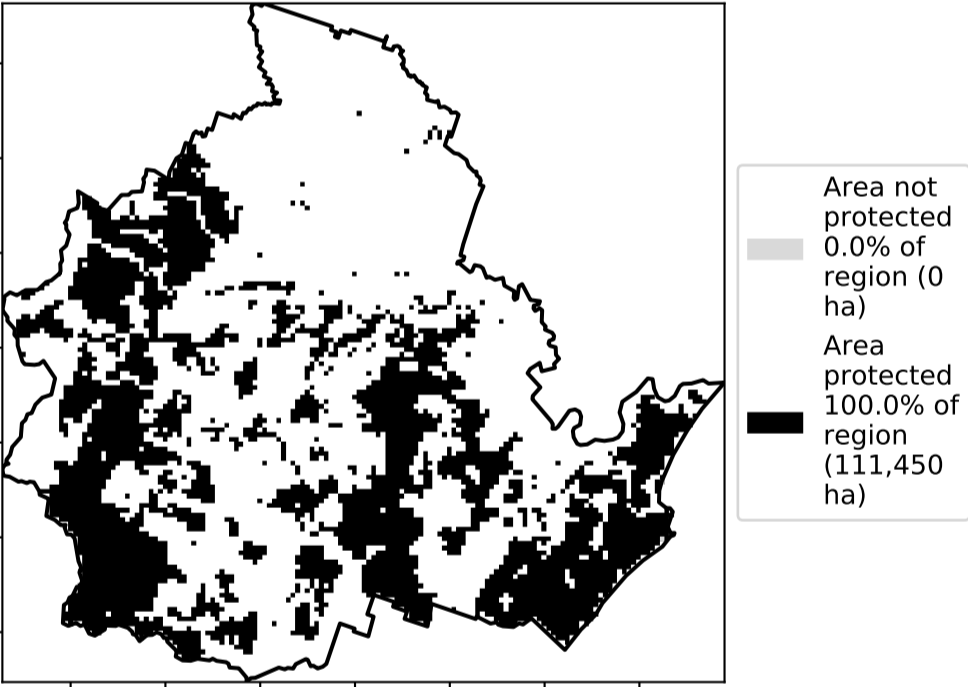 Area not
protected
0.0% of
region (0
ha)
Area
protected
100.0% of
region
(111,450
ha)